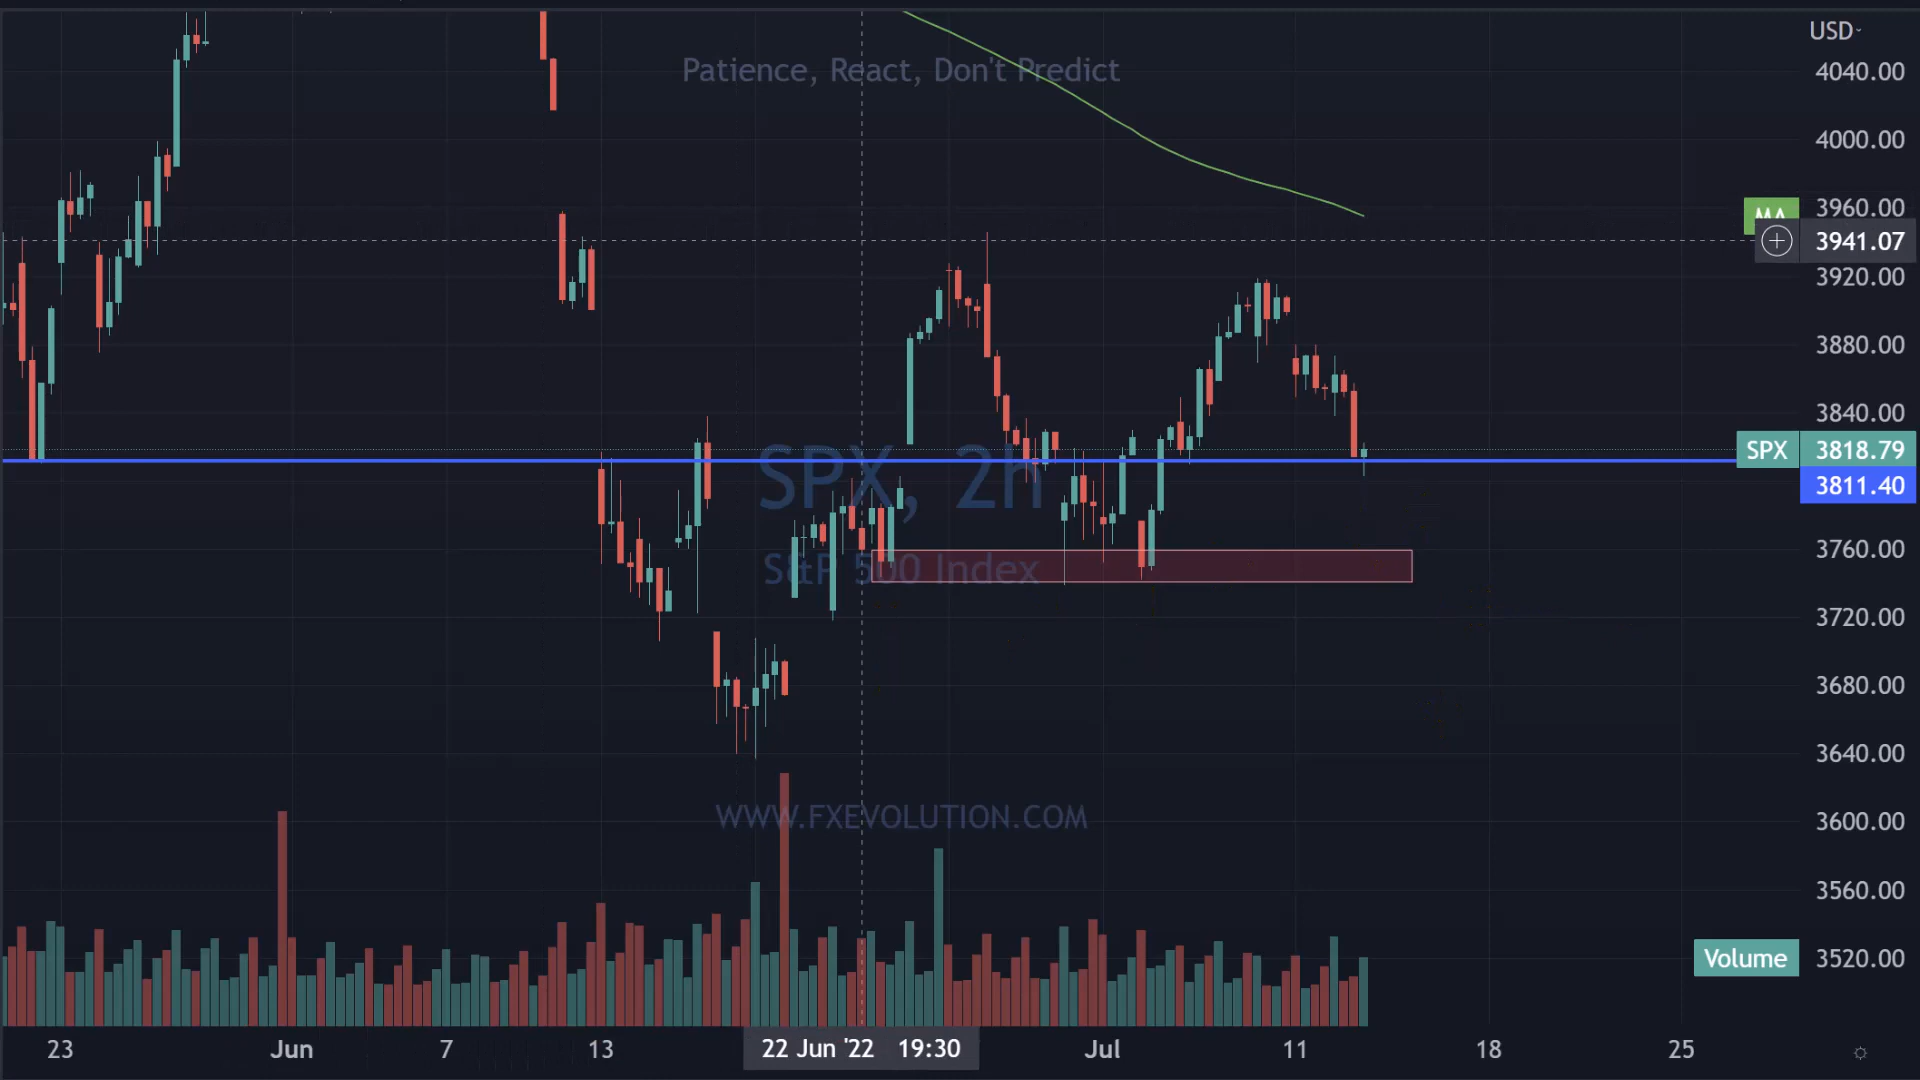 USD
Patience, React, Don't Predict
4040.00
4000.00
MA
3960.00
3941.07
3920.00
3880.00
3840.00
SPX 3818.79
3811.40
SPX, 2h
S&P 500 Index
3760.00
3720.00
3680.00
3640.00
WWW.FXEVOLUTION.COM
3600.00
3560.00
Volume 3520.00
23 Jun 7 13 22 Jun '22 19:30 Jul 11 18 25